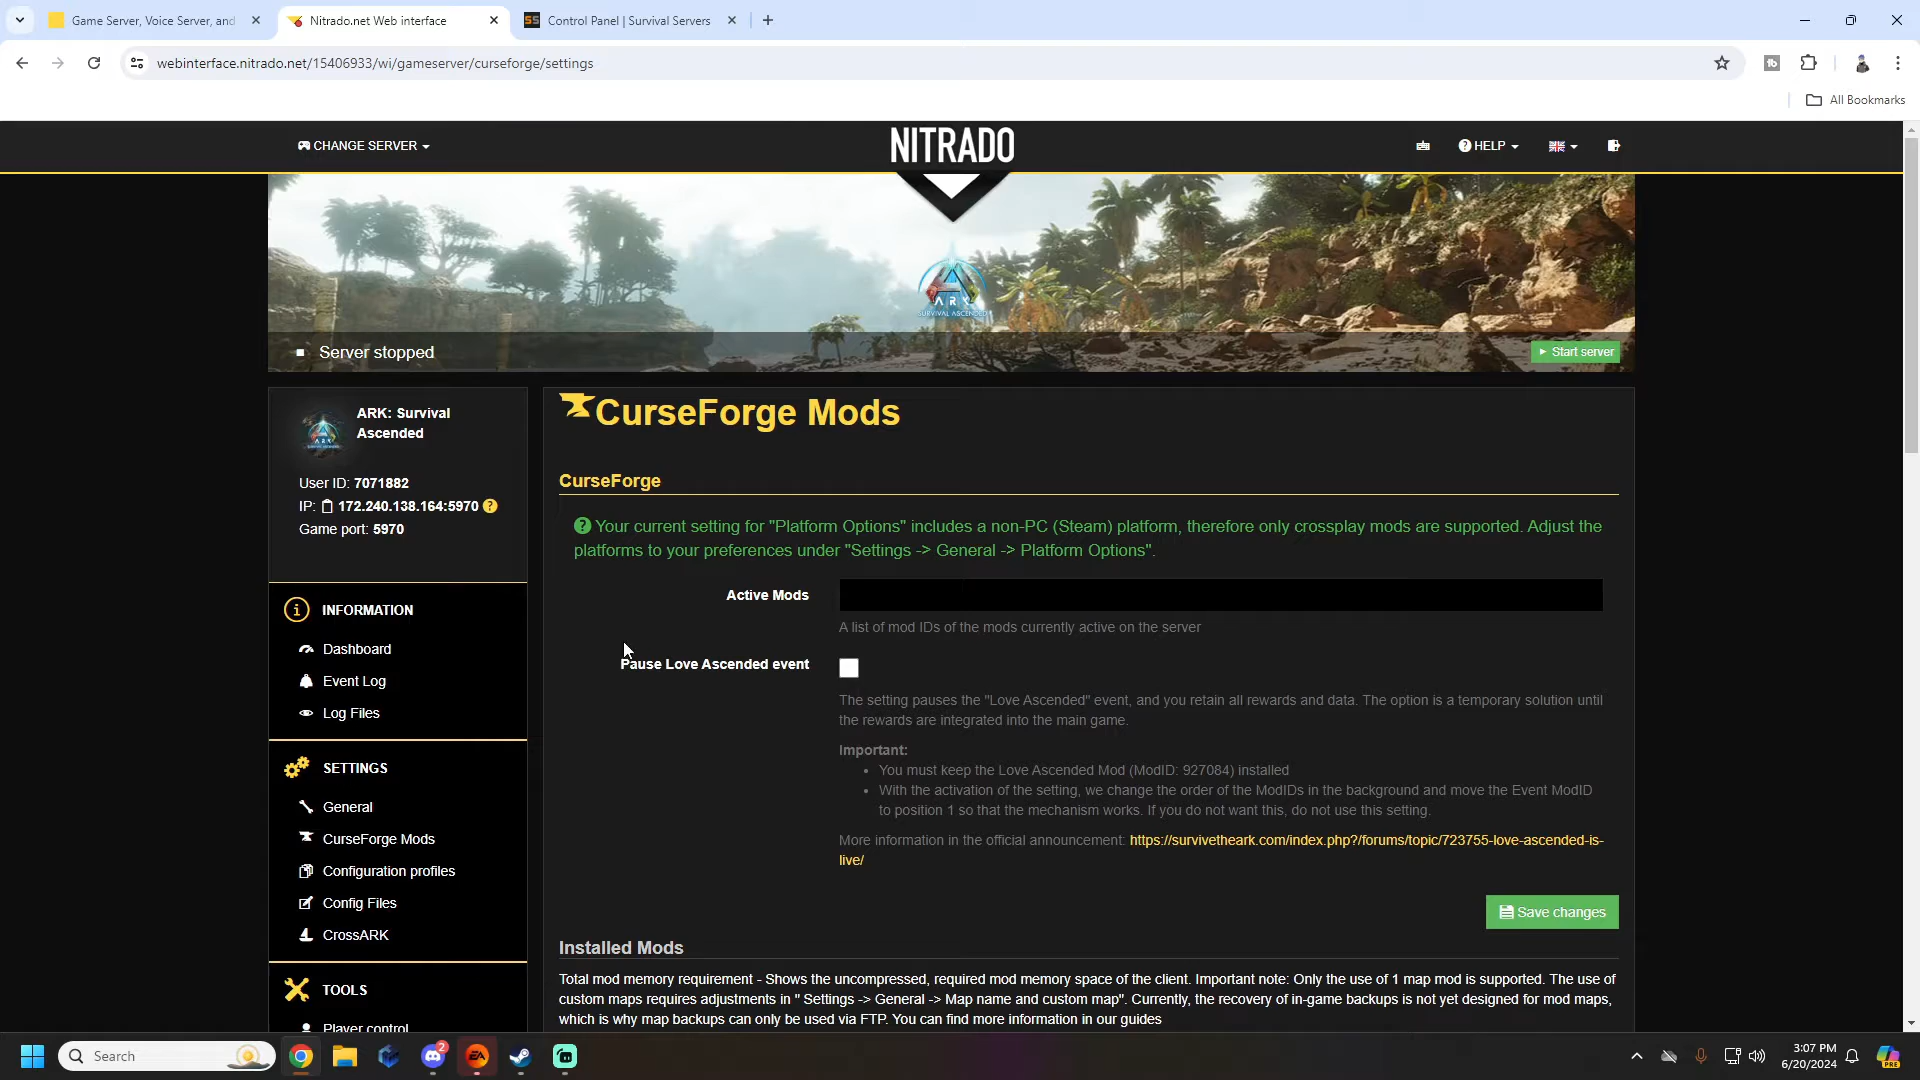 Game Server, Voice Server, and
Nitrado.net Web interface
Control Panel | Survival Servers
webinterface.nitrado.net/15406933/wi/gameserver/curseforge/settings
All Bookmarks
CHANGE SERVER
NITRADO
HELP
ARK
SURVIVAL ASCENDED
Server stopped
Start server
ARK: Survival
Ascended
User ID: 7071882
IP: 172.240.138.164:5970
Game port: 5970
INFORMATION
Dashboard
Event Log
Log Files
SETTINGS
General
CurseForge Mods
Configuration profiles
Config Files
CrossARK
TOOLS
Player control
CurseForge Mods
CurseForge
Your current setting for "Platform Options" includes a non-PC (Steam) platform, therefore only crossplay mods are supported. Adjust the
platforms to your preferences under "Settings -> General -> Platform Options".
Active Mods
A list of mod IDs of the mods currently active on the server
Pause Love Ascended event
The setting pauses the "Love Ascended" event, and you retain all rewards and data. The option is a temporary solution until
the rewards are integrated into the main game.
Important:
• You must keep the Love Ascended Mod (ModID: 927084) installed
• With the activation of the setting, we change the order of the ModIDs in the background and move the Event ModID
to position 1 so that the mechanism works. If you do not want this, do not use this setting.
More information in the official announcement: https://survivetheark.com/index.php?/forums/topic/723755-love-ascended-is-
live/
Save changes
Installed Mods
Total mod memory requirement - Shows the uncompressed, required mod memory space of the client. Important note: Only the use of 1 map mod is supported. The use of
custom maps requires adjustments in " Settings -> General -> Map name and custom map". Currently, the recovery of in-game backups is not yet designed for mod maps,
which is why map backups can only be used via FTP. You can find more information in our guides
Search
2
EA
3:07 PM
6/20/2024
PRE